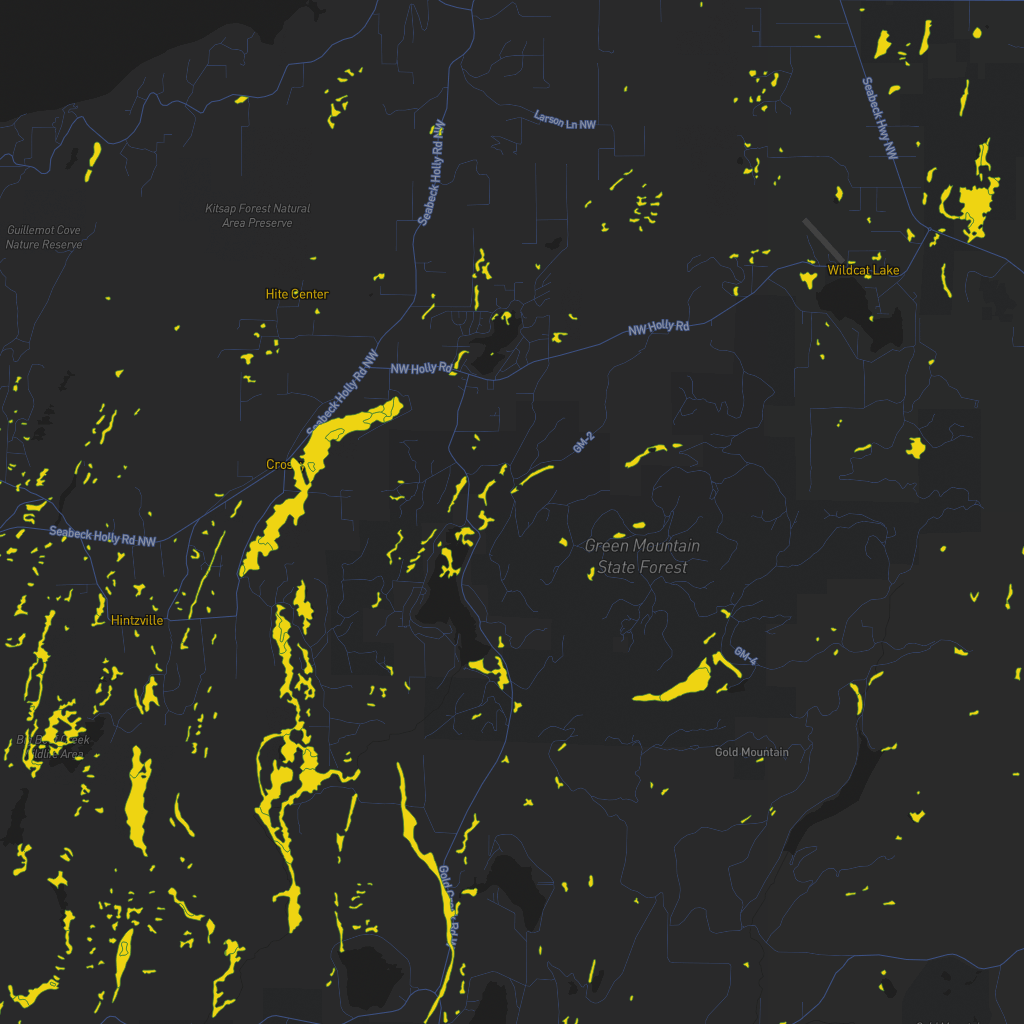 Larson Ln NW
Seabeck Hwy NW
Seabeck Holly Rd NW
Kitsap Forest Natural
Area Preserve
Guillemot Cove
Nature Reserve
Wildcat Lake
Hite Center
NW Holly Rd
NW Holly Rd
Seabeck Holly Rd NW
GM-2
Seabeck Holly Rd NW
Green Mountain
State Forest
Hintzville
GM-4
Gold Mountain